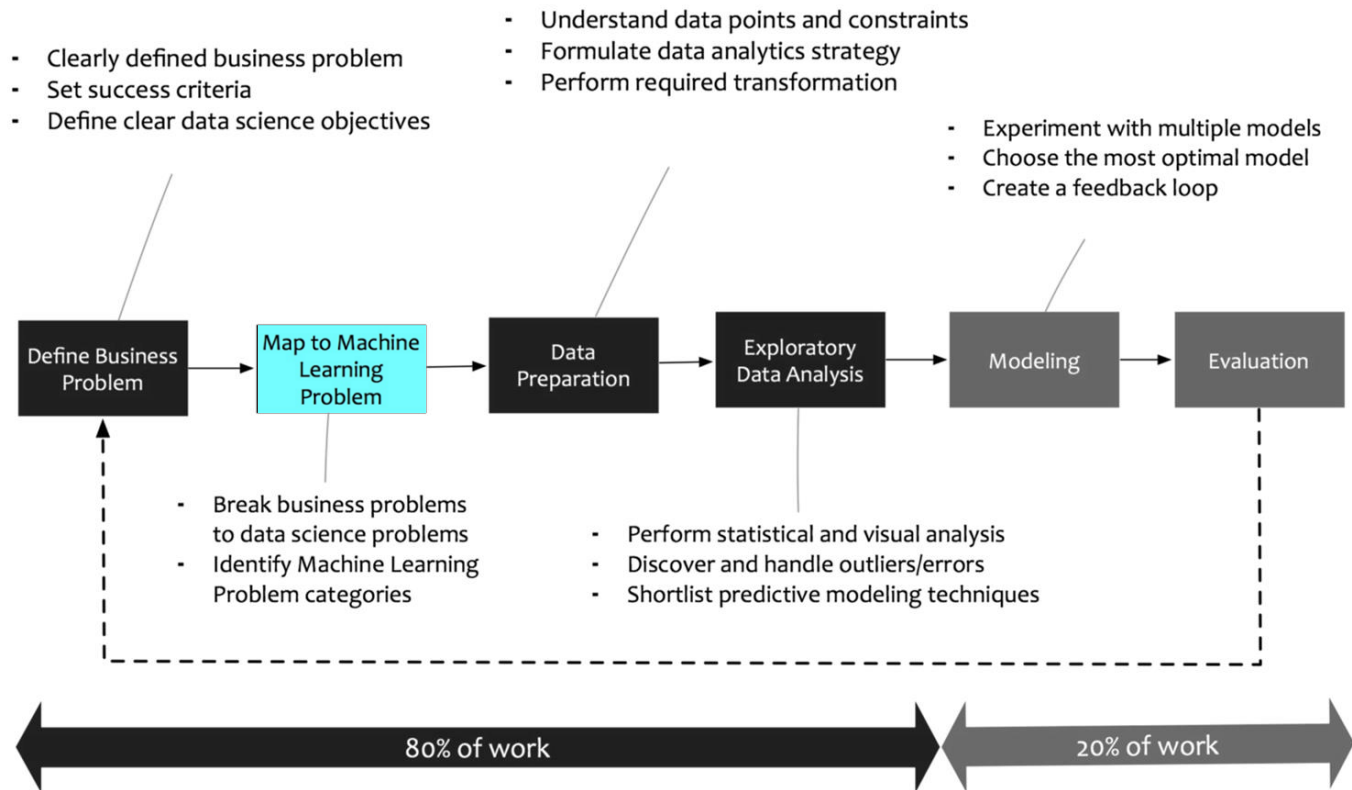 - Clearly defined business problem
- Set success criteria
- Define clear data science objectives
- Understand data points and constraints
- Formulate data analytics strategy
- Perform required transformation
- Experiment with multiple models
- Choose the most optimal model
- Create a feedback loop
Define Business
Problem
Map to Machine
Learning
Problem
Data
Preparation
Exploratory
Data Analysis
Modeling
Evaluation
- Break business problems
to data science problems
- Identify Machine Learning
Problem categories
- Perform statistical and visual analysis
- Discover and handle outliers/errors
- Shortlist predictive modeling techniques
80% of work
20% of work